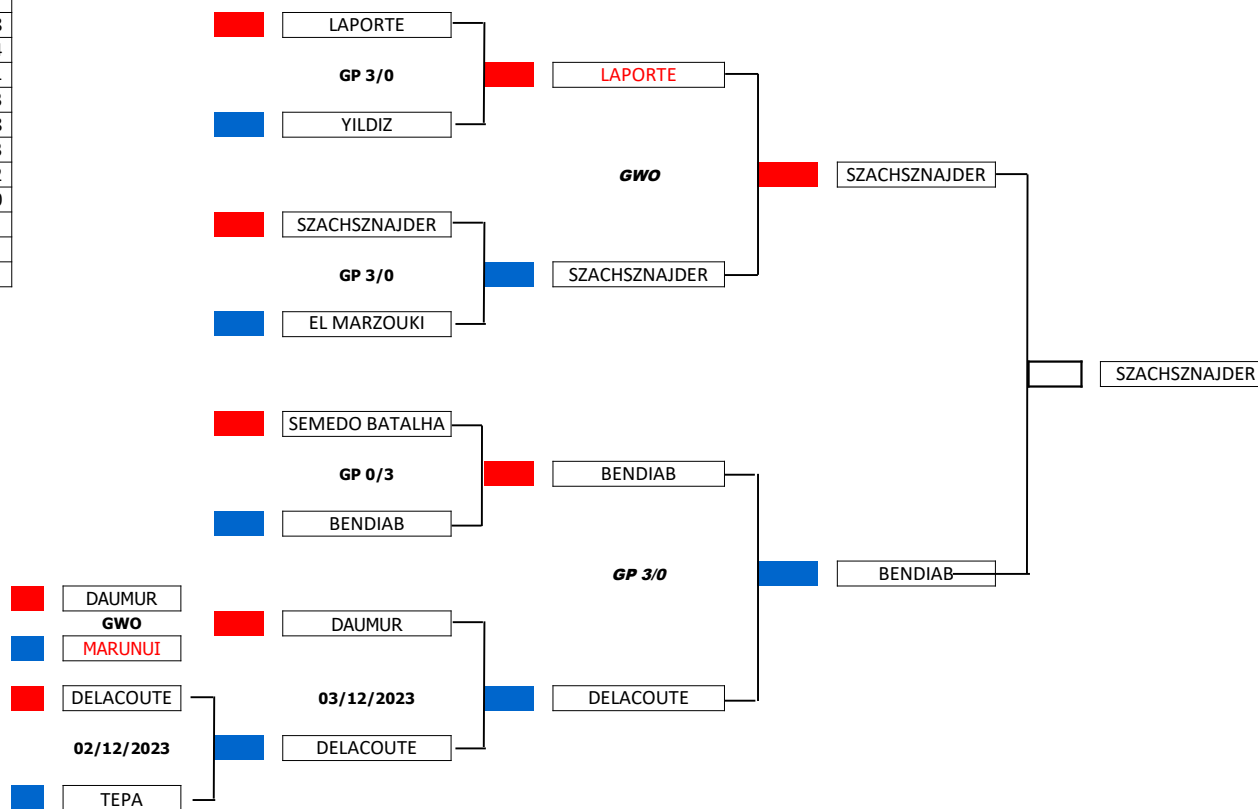 LAPORTE
GP 3/0
LAPORTE
YILDIZ
GWO
SZACHSZNAJDER
SZACHSZNAJDER
GP 3/0
SZACHSZNAJDER
EL MARZOUKI
SZACHSZNAJDER
SEMEDO BATALHA
GP 0/3
BENDIAB
BENDIAB
GP 3/0
BENDIAB
DAUMUR
GWO
DAUMUR
MARUNUI
DELACOUTE
03/12/2023
DELACOUTE
02/12/2023
DELACOUTE
TEPA